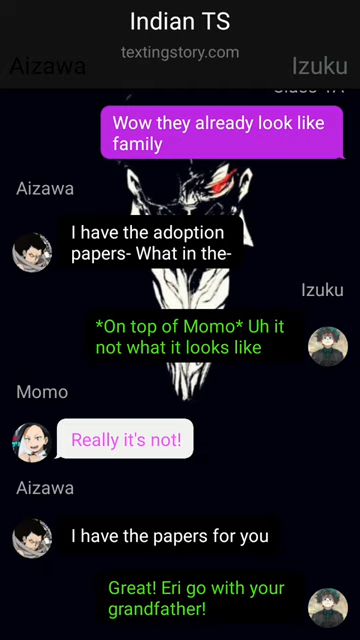 Indian TS
textingstory.com
Aizawa
Izuku
Class 1A
Wow they already look like
family
Aizawa
I have the adoption
papers- What in the-
Izuku
*On top of Momo* Uh it
not what it looks like
Momo
Really it's not!
Aizawa
I have the papers for you
Great! Eri go with your
grandfather!